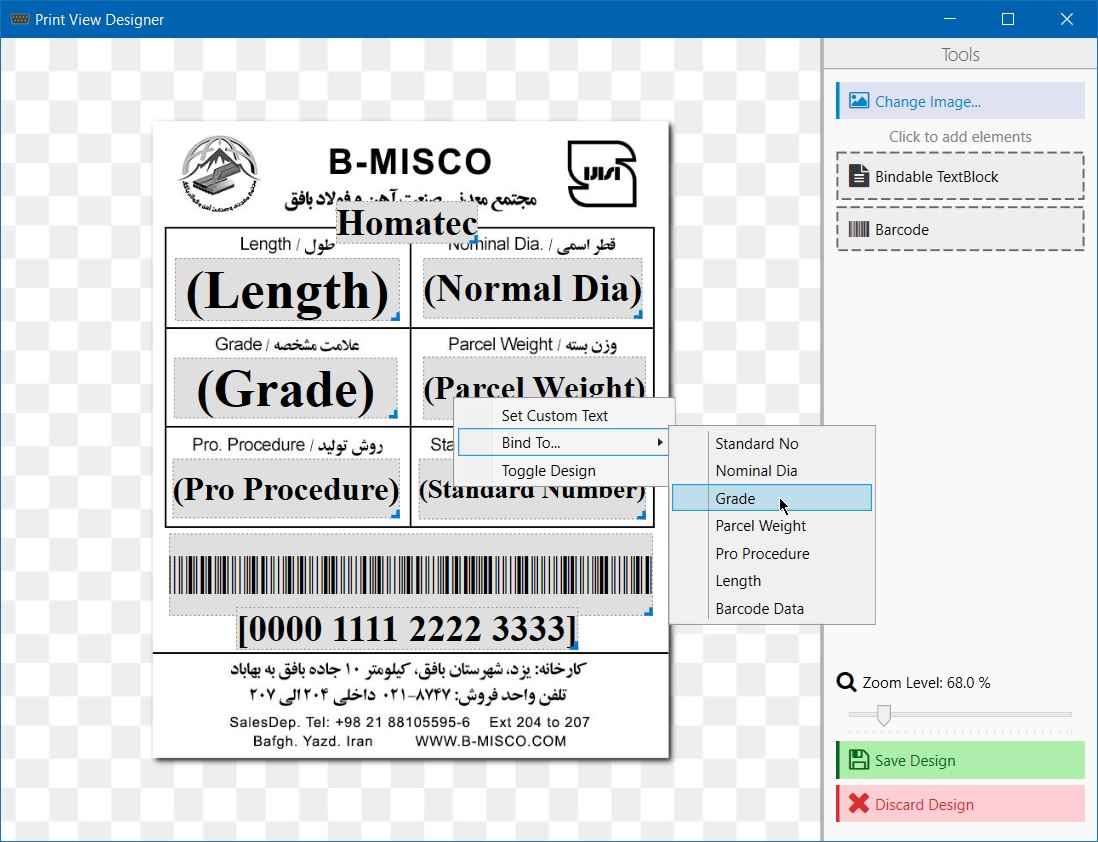 Print View Designer
Tools
Change Image...
Click to add elements
Bindable TextBlock
Barcode
B-MISCO
مجتمع معدنی صنعت آهن و فولاد بافق
Homatec
Length / طول
Nominal Dia. / قطر اسمی
(Length)
(Normal Dia)
Grade / علامت مشخصه
Parcel Weight / وزن بسته
(Grade)
(Parcel Weight)
Set Custom Text
Bind To...
Toggle Design
Standard No
Nominal Dia
Grade
Parcel Weight
Pro Procedure
Length
Barcode Data
Pro. Procedure / روش تولید
Sta
(Pro Procedure)
(Standard Number)
[0000 1111 2222 3333]
کارخانه: یزد، شهرستان بافق، کیلومتر ۱۰ جاده بافق به بهاباد
تلفن واحد فروش: ۸۷۴۷-۰۲۱ داخلی ۲۰۴ الی ۲۰۷
SalesDep. Tel: +98 21 88105595-6 Ext 204 to 207
Bafgh. Yazd. Iran WWW.B-MISCO.COM
Zoom Level: 68.0 %
Save Design
Discard Design